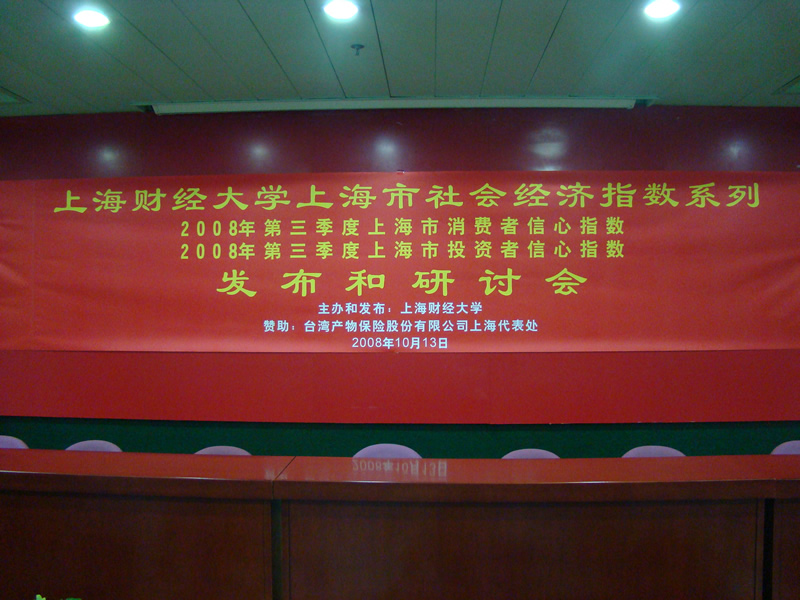 上海财经大学上海市社会经济指数系列
2008年第三季度上海市消费者信心指数
2008年第三季度上海市投资者信心指数
发布和研讨会
主办和发布：上海财经大学
赞助：台湾产物保险股份有限公司上海代表处
2008年10月13日